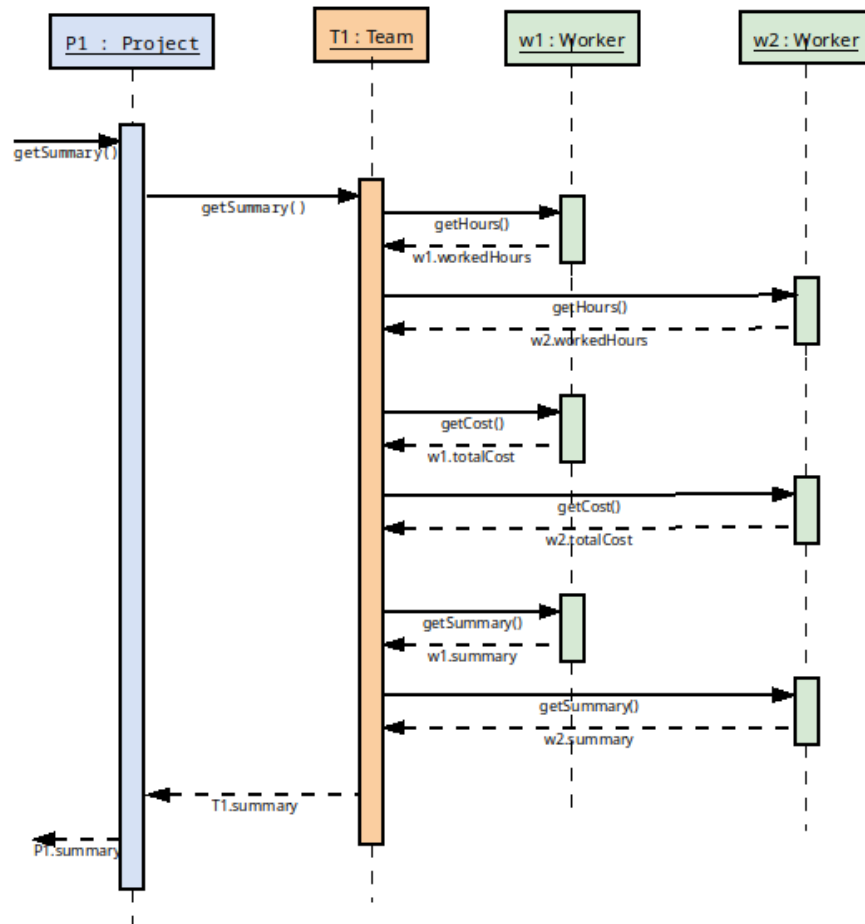 P1 : Project
T1 : Team
w1 : Worker
w2 : Worker
getSummary()
getSummary()
getHours()
w1.workedHours
getHours()
w2.workedHours
getCost()
w1.totalCost
getCost()
w2.totalCost
getSummary()
w1.summary
getSummary()
w2.summary
T1.summary
P1.summary